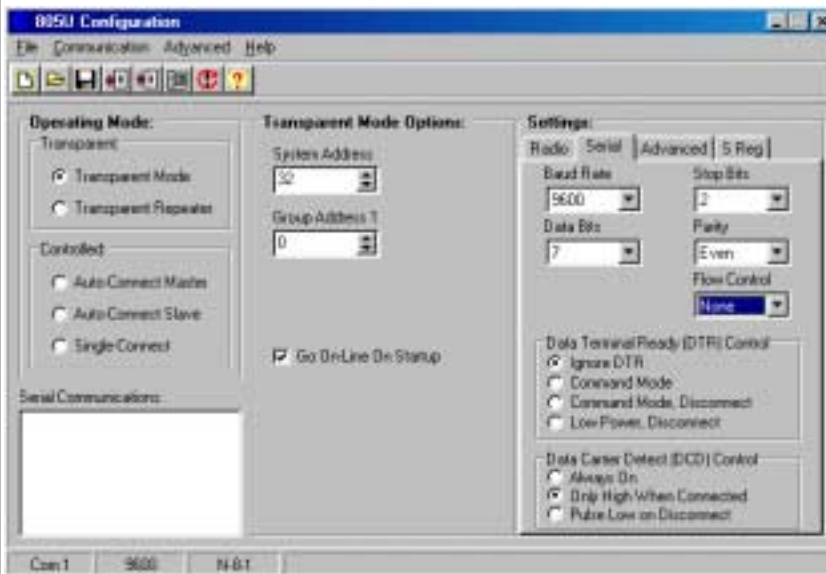 805U Configuration
File Communication Advanced Help
Operating Mode:
Transparent
Transparent Mode
Transparent Repeater
Controlled
Auto-Connect Master
Auto-Connect Slave
Single Connect
Serial Communications
Transparent Mode Options:
System Address
32
Group Address 1
0
Go On-Line On Startup
Settings:
Radio Serial Advanced S Reg
Baud Rate Stop Bits
9600 2
Data Bits Parity
7 Even
Flow Control
None
Data Terminal Ready (DTR) Control
Ignore DTR
Command Mode
Command Mode, Disconnect
Low Power, Disconnect
Data Carrier Detect (DCD) Control
Always On
Only High When Connected
Pulse Low on Disconnect
Com 1 9600 N-8-1